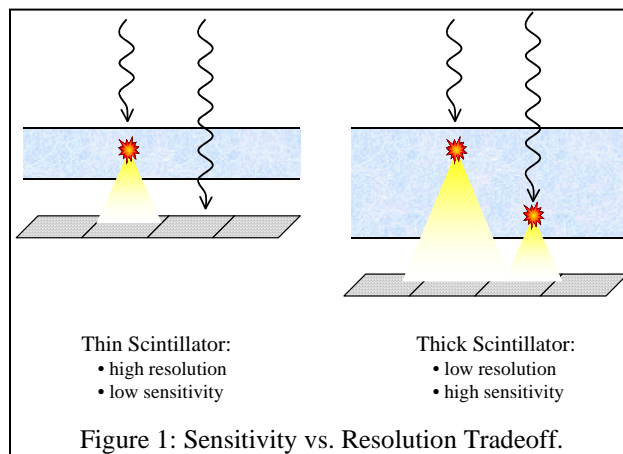 Thin Scintillator:
• high resolution
• low sensitivity
Thick Scintillator:
• low resolution
• high sensitivity
Figure 1: Sensitivity vs. Resolution Tradeoff.